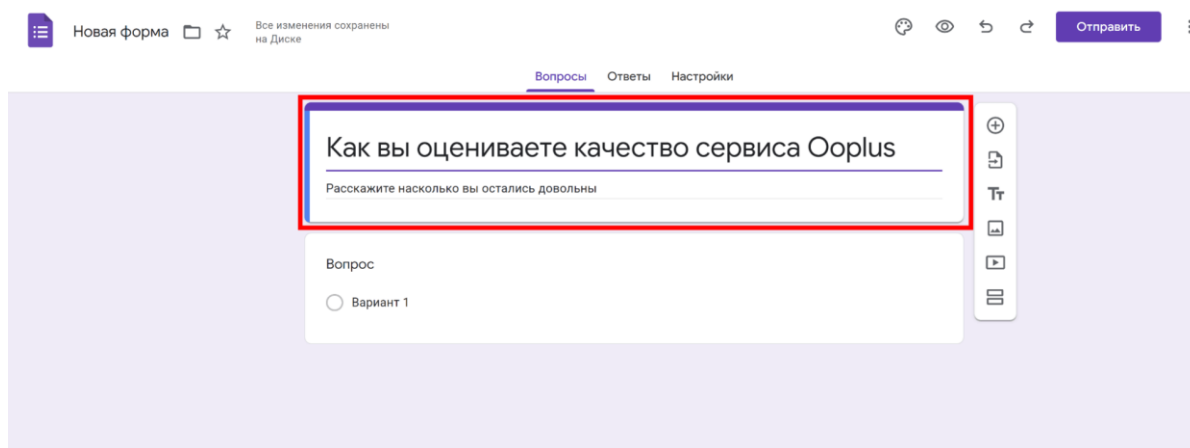 Новая форма
Все изменения сохранены
на Диске
Отправить
Вопросы Ответы Настройки
Как вы оцениваете качество сервиса Ooplus
Расскажите насколько вы остались довольны
Тт
Вопрос
Вариант 1